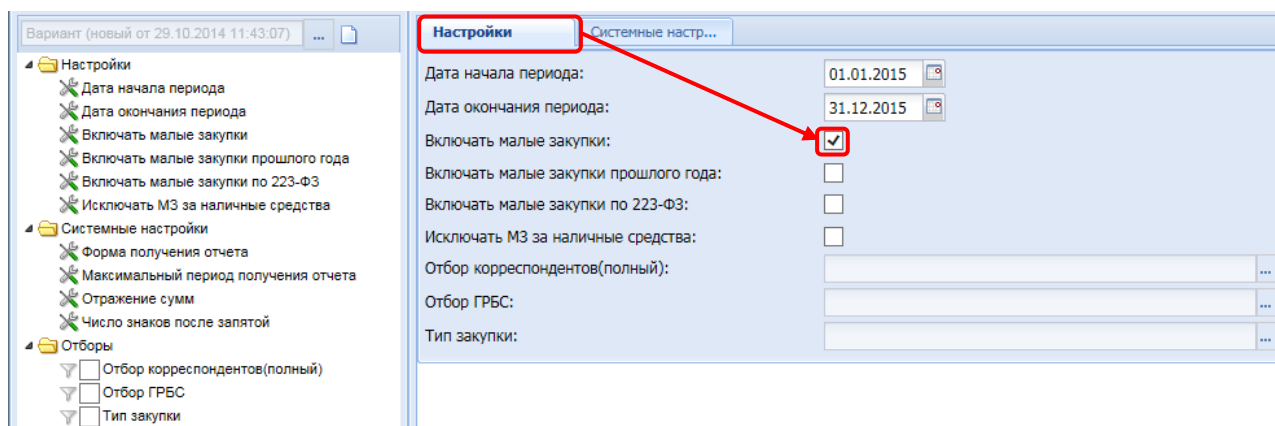 Вариант (новый от 29.10.2014 11:43:07) ...
Настройки
Дата начала периода
Дата окончания периода
Включать малые закупки
Включать малые закупки прошлого года
Включать малые закупки по 223-ФЗ
Исключать МЗ за наличные средства
Системные настройки
Форма получения отчета
Максимальный период получения отчета
Отражение сумм
Число знаков после запятой
Отборы
Отбор корреспондентов(полный)
Отбор ГРБС
Тип закупки
Настройки
Системные настр...
Дата начала периода: 01.01.2015
Дата окончания периода: 31.12.2015
Включать малые закупки:
Включать малые закупки прошлого года:
Включать малые закупки по 223-ФЗ:
Исключать МЗ за наличные средства:
Отбор корреспондентов(полный): ...
Отбор ГРБС: ...
Тип закупки: ...